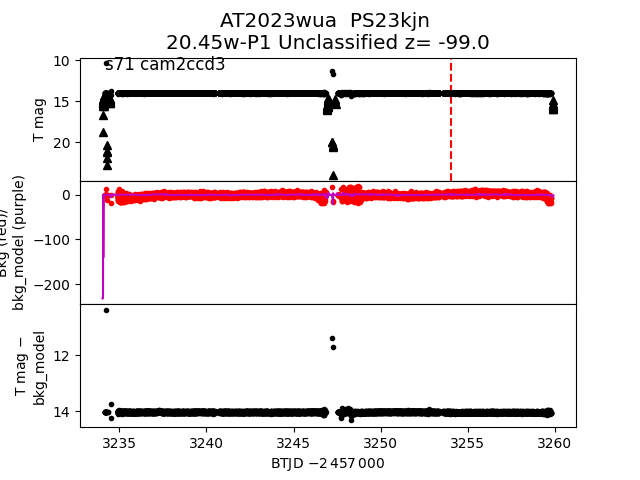 AT2023wua PS23kjn
20.45w-P1 Unclassified z= -99.0
s71 cam2ccd3
10
15
20
T mag
0
−100
−200
Bkg (red)/
bkg_model (purple)
12
14
T mag −
bkg_model
3235
3240
3245
3250
3255
3260
BTJD −2 457 000